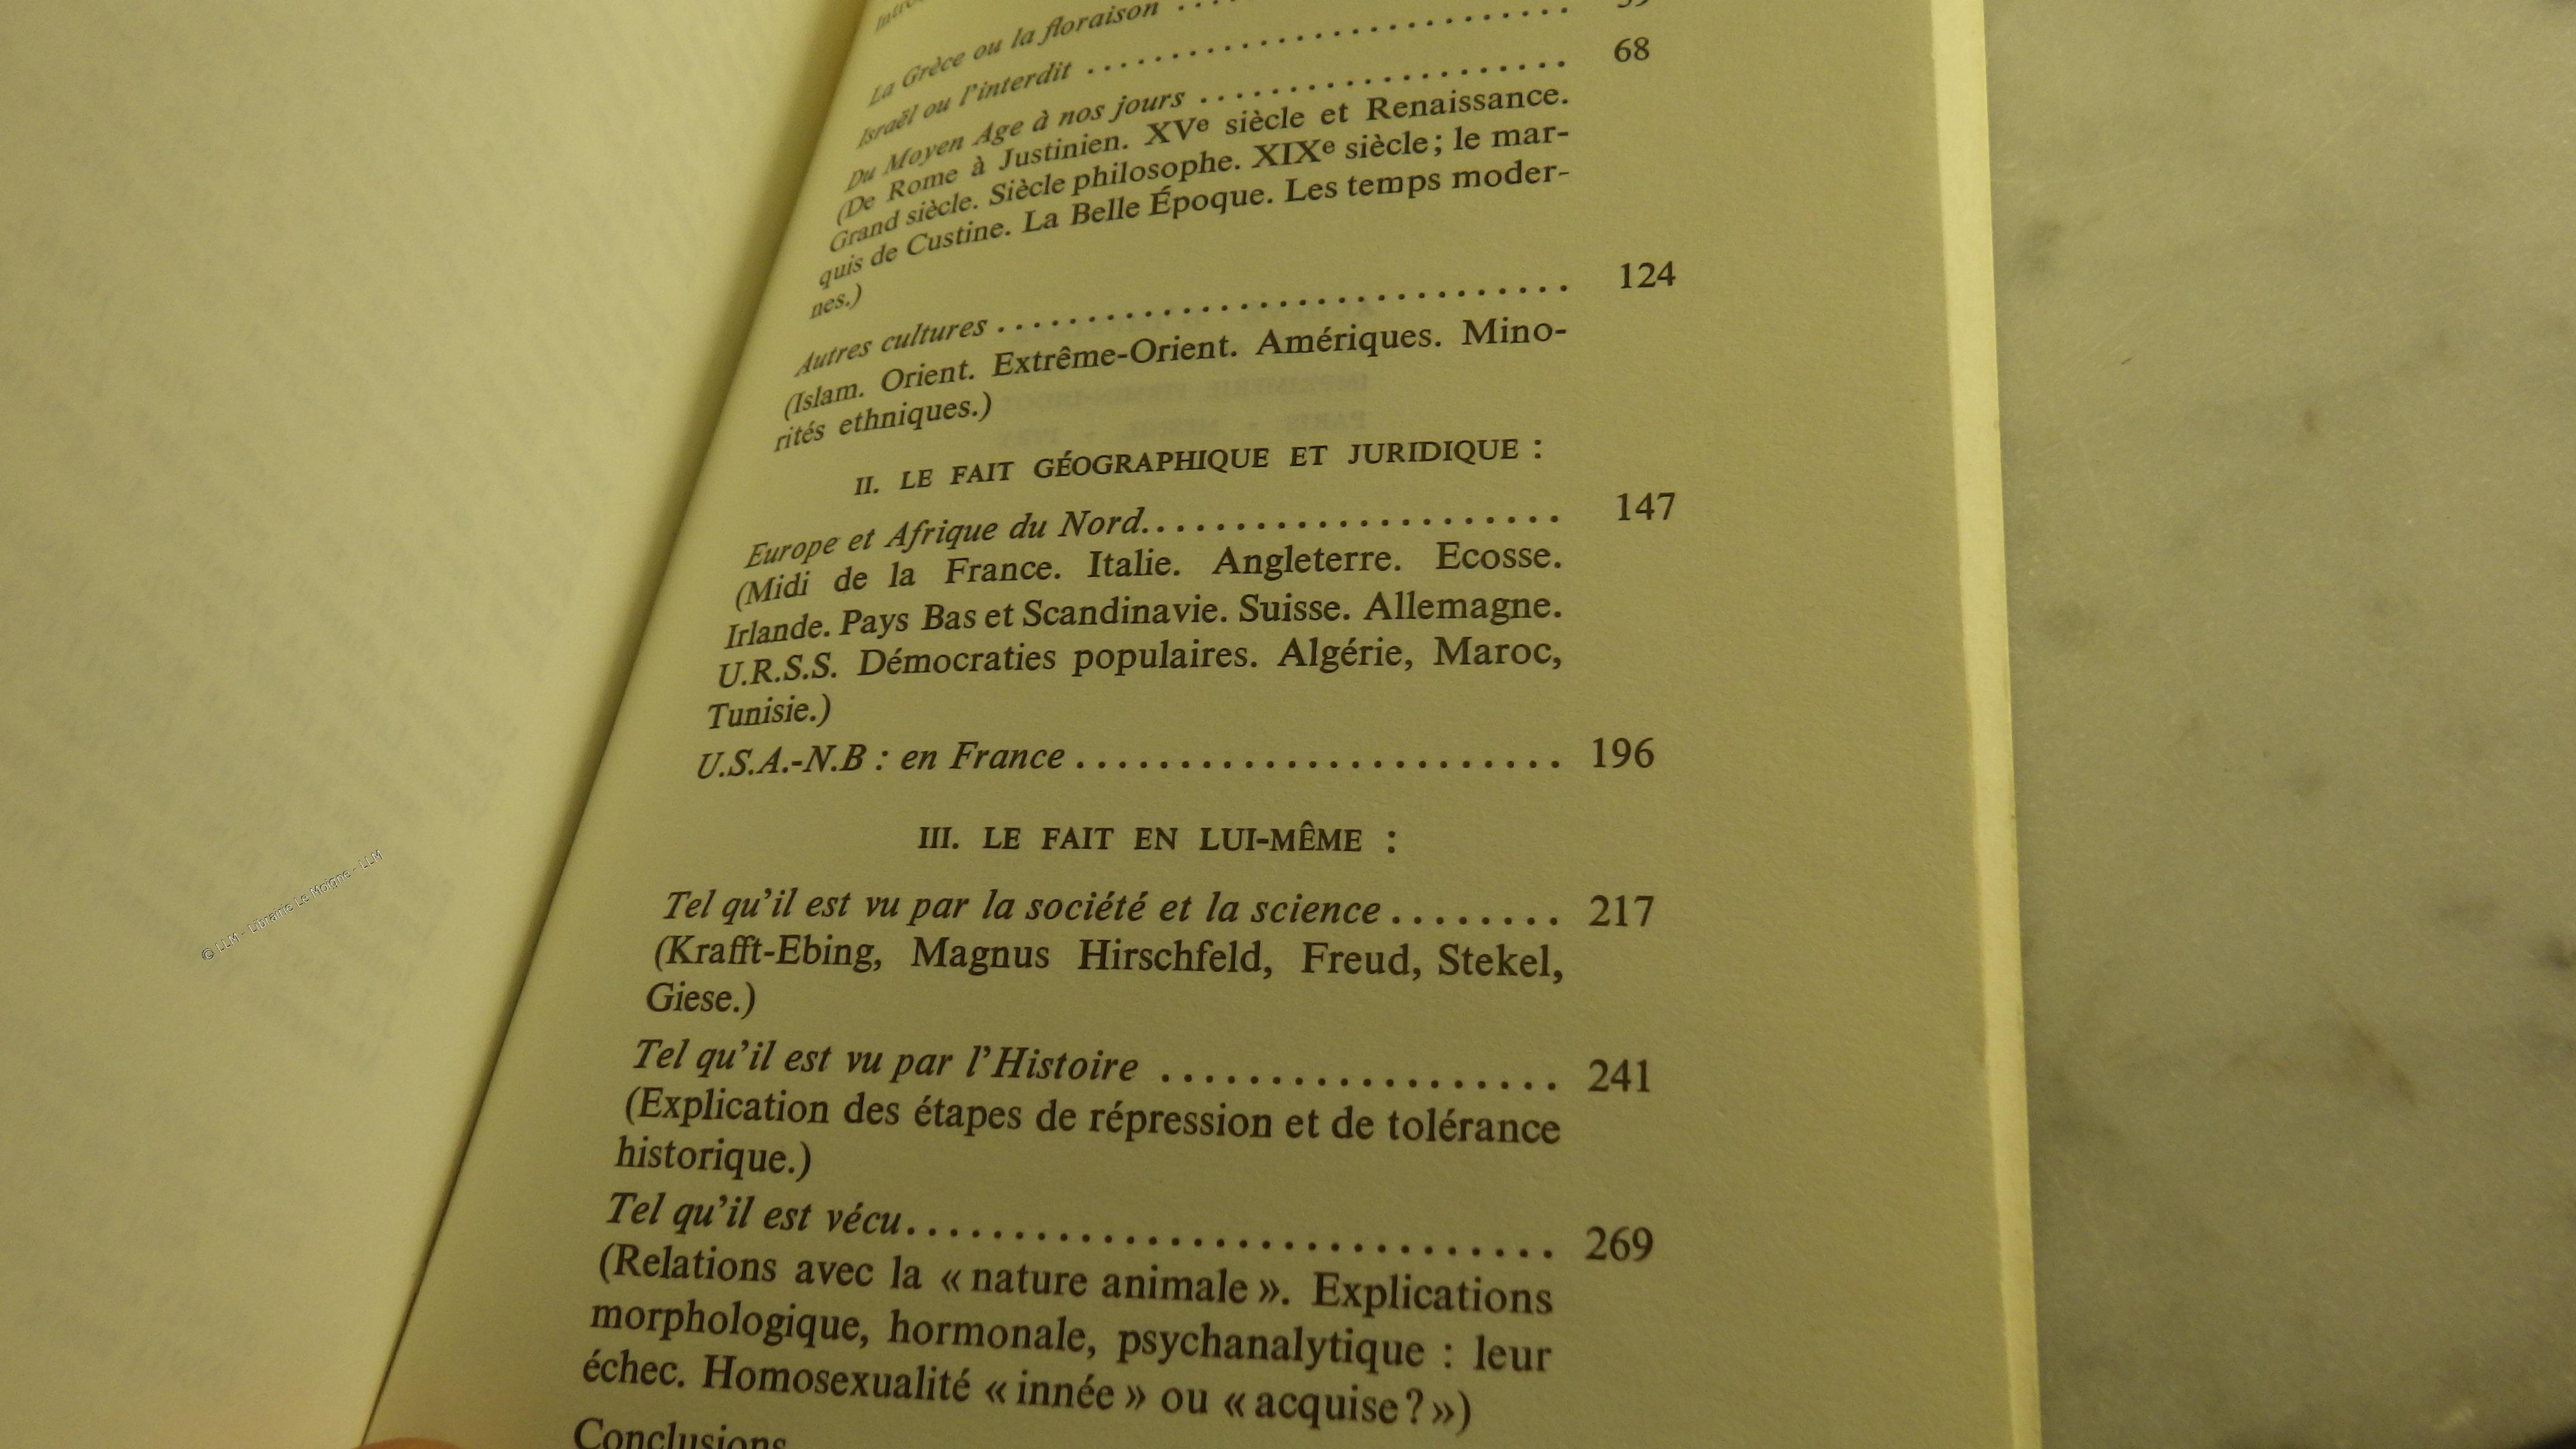 La Grèce ou la floraison . . .
Israël ou l'interdit . . . . . . . . . . . . . . . . . . . . . . . . . . .
Du Moyen Age à nos jours . . . . . . . . . . . . . . . . . . . . 68
(De Rome à Justinien. XVe siècle et Renaissance.
Grand siècle. Siècle philosophe. XIXe siècle; le mar-
quis de Custine. La Belle Époque. Les temps moder-
nes.)
Autres cultures . . . . . . . . . . . . . . . . . . . . . . . . . . . . . . . 124
(Islam. Orient. Extrême-Orient. Amériques. Mino-
rités ethniques.)
II. LE FAIT GÉOGRAPHIQUE ET JURIDIQUE :
Europe et Afrique du Nord. . . . . . . . . . . . . . . . . . . . . . 147
(Midi de la France. Italie. Angleterre. Ecosse.
Irlande. Pays Bas et Scandinavie. Suisse. Allemagne.
U.R.S.S. Démocraties populaires. Algérie, Maroc,
Tunisie.)
U.S.A.-N.B : en France . . . . . . . . . . . . . . . . . . . . . . . . 196
III. LE FAIT EN LUI-MÊME :
Tel qu'il est vu par la société et la science . . . . . . . . 217
(Krafft-Ebing, Magnus Hirschfeld, Freud, Stekel,
Giese.)
Tel qu'il est vu par l'Histoire . . . . . . . . . . . . . . . . . . 241
(Explication des étapes de répression et de tolérance
historique.)
Tel qu'il est vécu. . . . . . . . . . . . . . . . . . . . . . . . . . . . . . 269
(Relations avec la « nature animale ». Explications
morphologique, hormonale, psychanalytique : leur
échec. Homosexualité « innée » ou « acquise ? »)
Conclusions
© LLM - Librairie Le Moigne - LLM